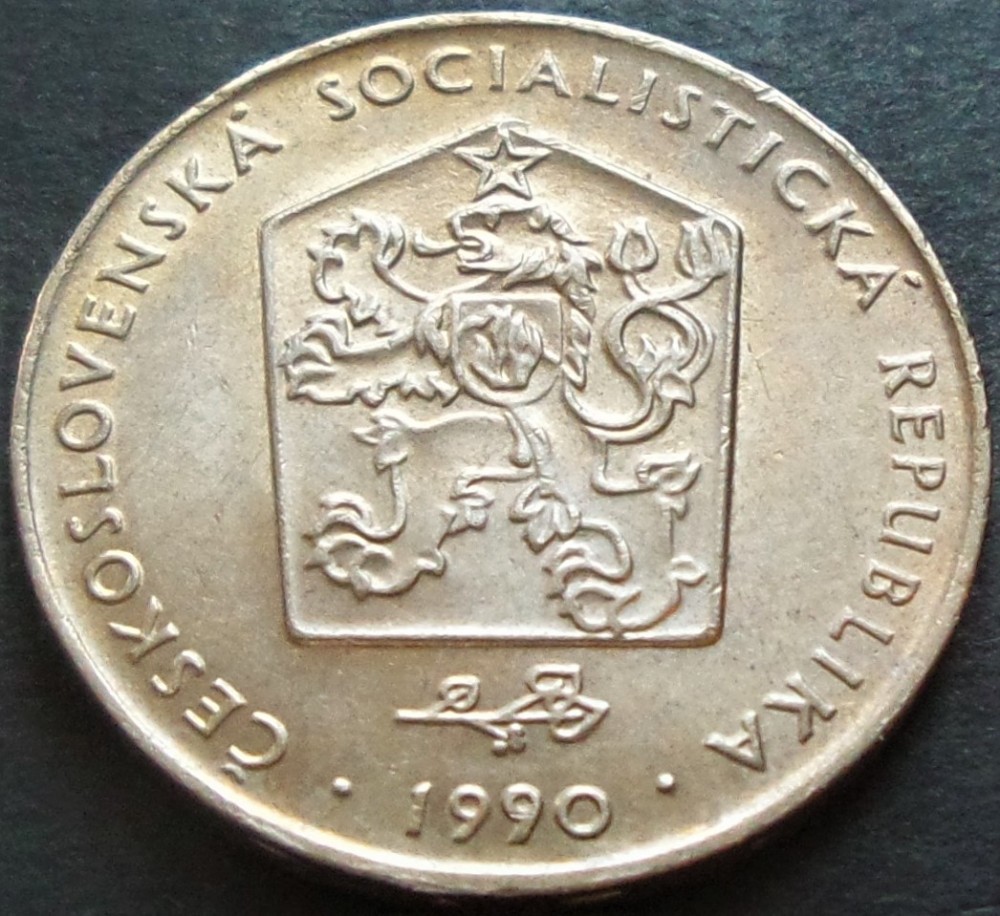 ČESKOSLOVENSKÁ SOCIALISTICKÁ REPUBLIKA
· 1990 ·